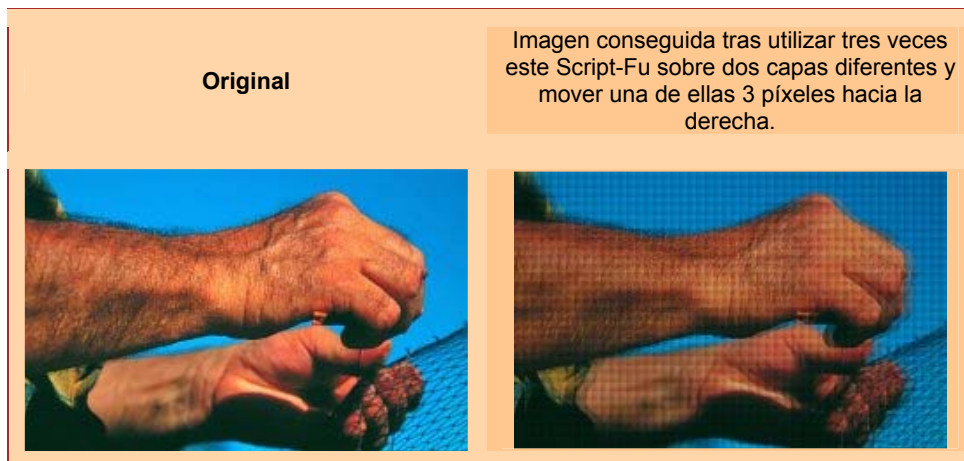 Original
Imagen conseguida tras utilizar tres veces
este Script-Fu sobre dos capas diferentes y
mover una de ellas 3 píxeles hacia la
derecha.